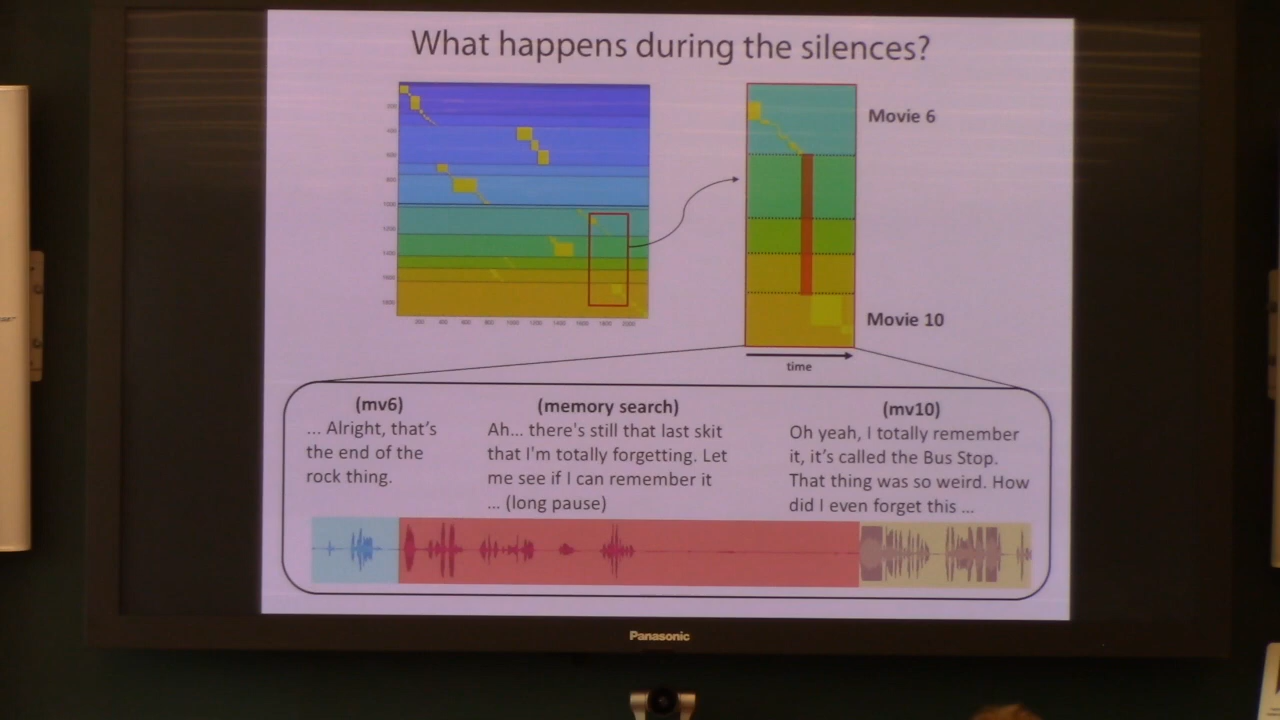 What happens during the silences?
Movie 6
Movie 10
time
(mv6)
... Alright, that's
the end of the
rock thing.
(memory search)
Ah... there's still that last skit
that I'm totally forgetting. Let
me see if I can remember it
... (long pause)
(mv10)
Oh yeah, I totally remember
it, it's called the Bus Stop.
That thing was so weird. How
did I even forget this ...
Panasonic